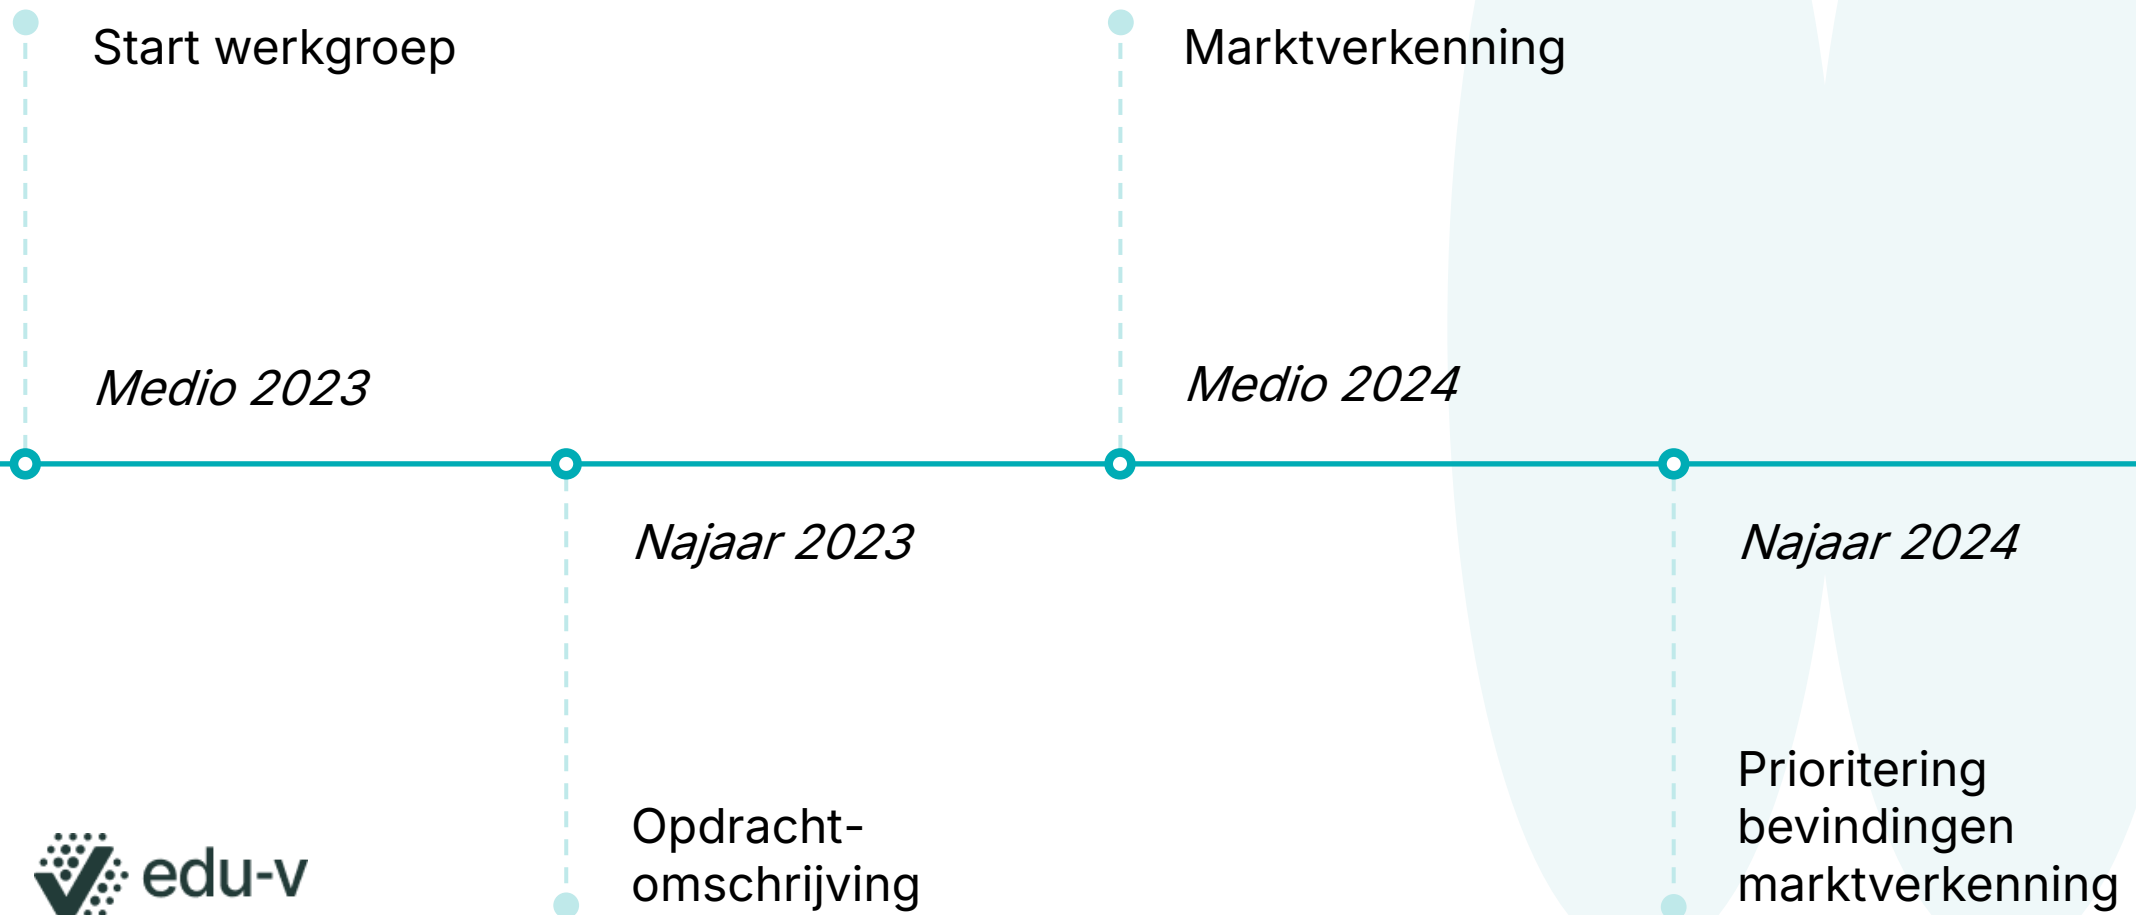 Start werkgroep
Marktverkenning
Medio 2023
Medio 2024
Najaar 2023
Najaar 2024
Opdracht-
omschrijving
Prioritering
bevindingen
marktverkenning
edu-v